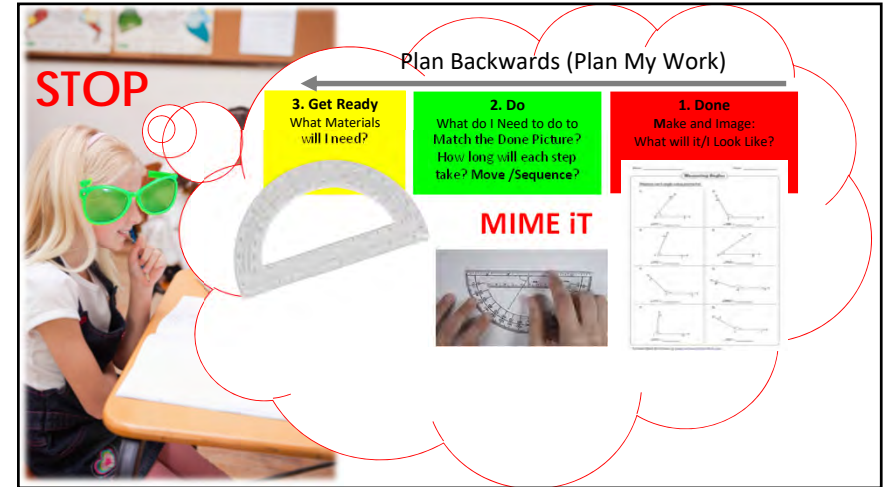 Plan Backwards (Plan My Work)
STOP
3. Get Ready
What Materials
will I need?
2. Do
What do I Need to do to
Match the Done Picture?
How long will each step
take? Move /Sequence?
1. Done
Make and Image:
What will it/I Look Like?
MIME iT
Measuring Angles